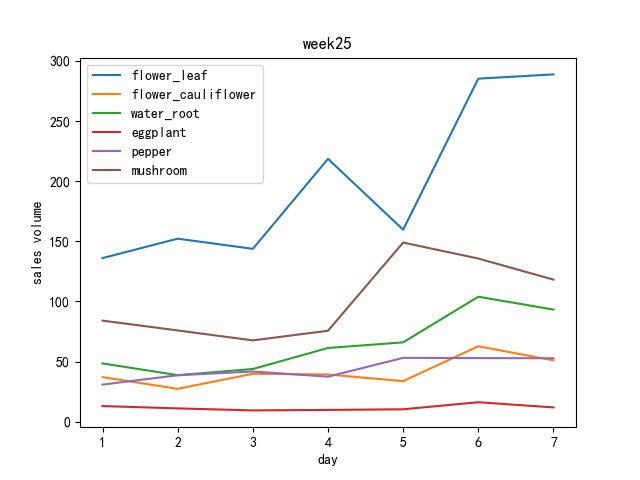 week25
flower_leaf
flower_cauliflower
water_root
eggplant
pepper
mushroom
sales volume
300
250
200
150
100
50
0
1 2 3 4 5 6 7
day